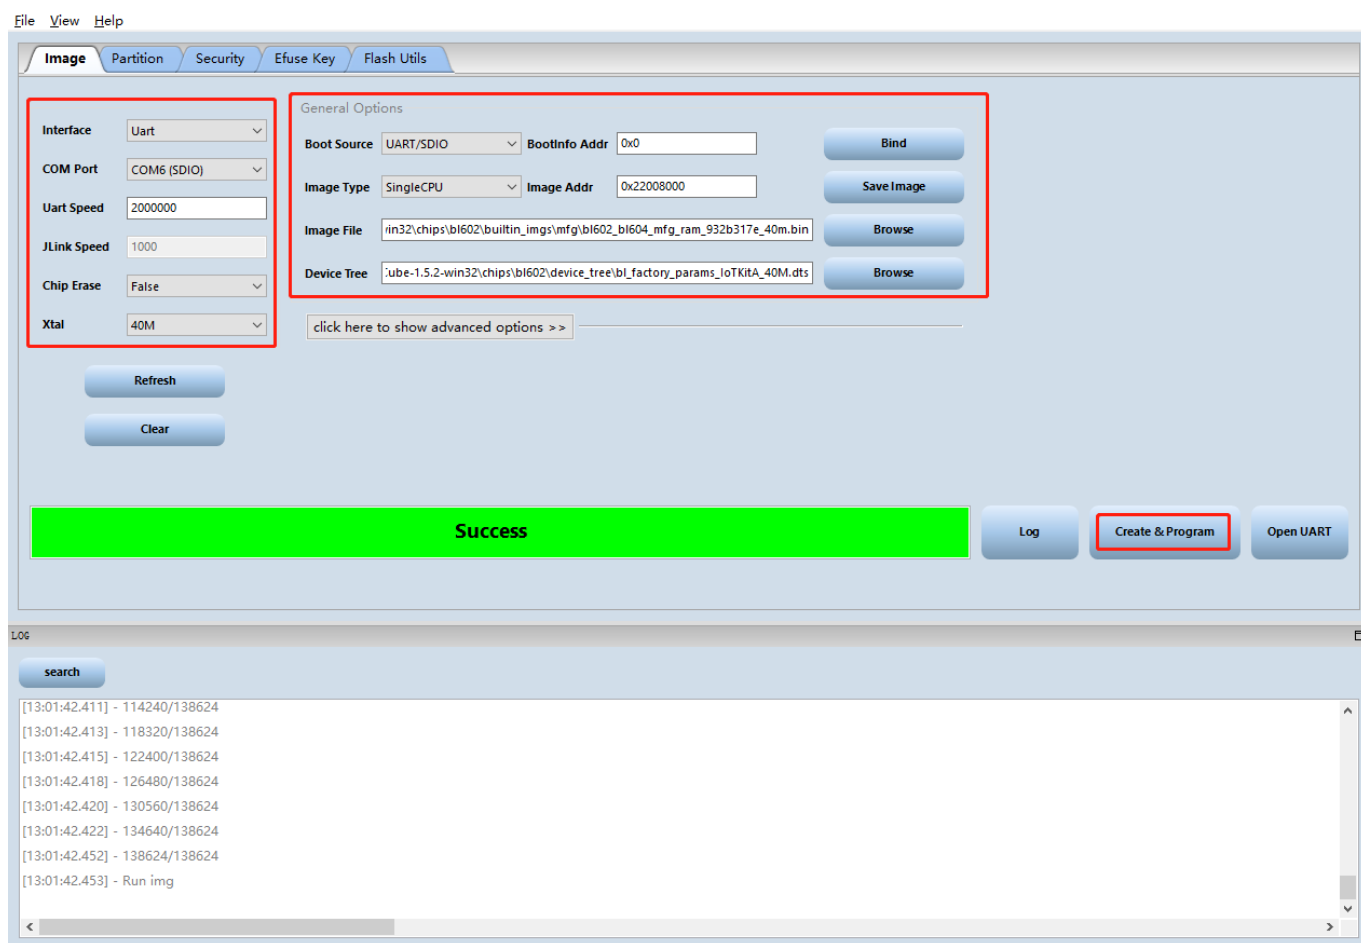 File View Help
Image Partition Security Efuse Key Flash Utils
Interface Uart
COM Port COM6 (SDIO)
Uart Speed 2000000
JLink Speed 1000
Chip Erase False
Xtal 40M
Refresh
Clear
General Options
Boot Source UART/SDIO BootInfo Addr 0x0 Bind
Image Type SingleCPU Image Addr 0x22008000 Save Image
Image File rin32\chips\bl602\builtin_imgs\mfg\bl602_bl604_mfg_ram_932b317e_40m.bin Browse
Device Tree Cube-1.5.2-win32\chips\bl602\device_tree\bl_factory_params_IoTKitA_40M.dts Browse
click here to show advanced options >>
Success
Log Create & Program Open UART
LOG
search
[13:01:42.411] - 114240/138624
[13:01:42.413] - 118320/138624
[13:01:42.415] - 122400/138624
[13:01:42.418] - 126480/138624
[13:01:42.420] - 130560/138624
[13:01:42.422] - 134640/138624
[13:01:42.452] - 138624/138624
[13:01:42.453] - Run img